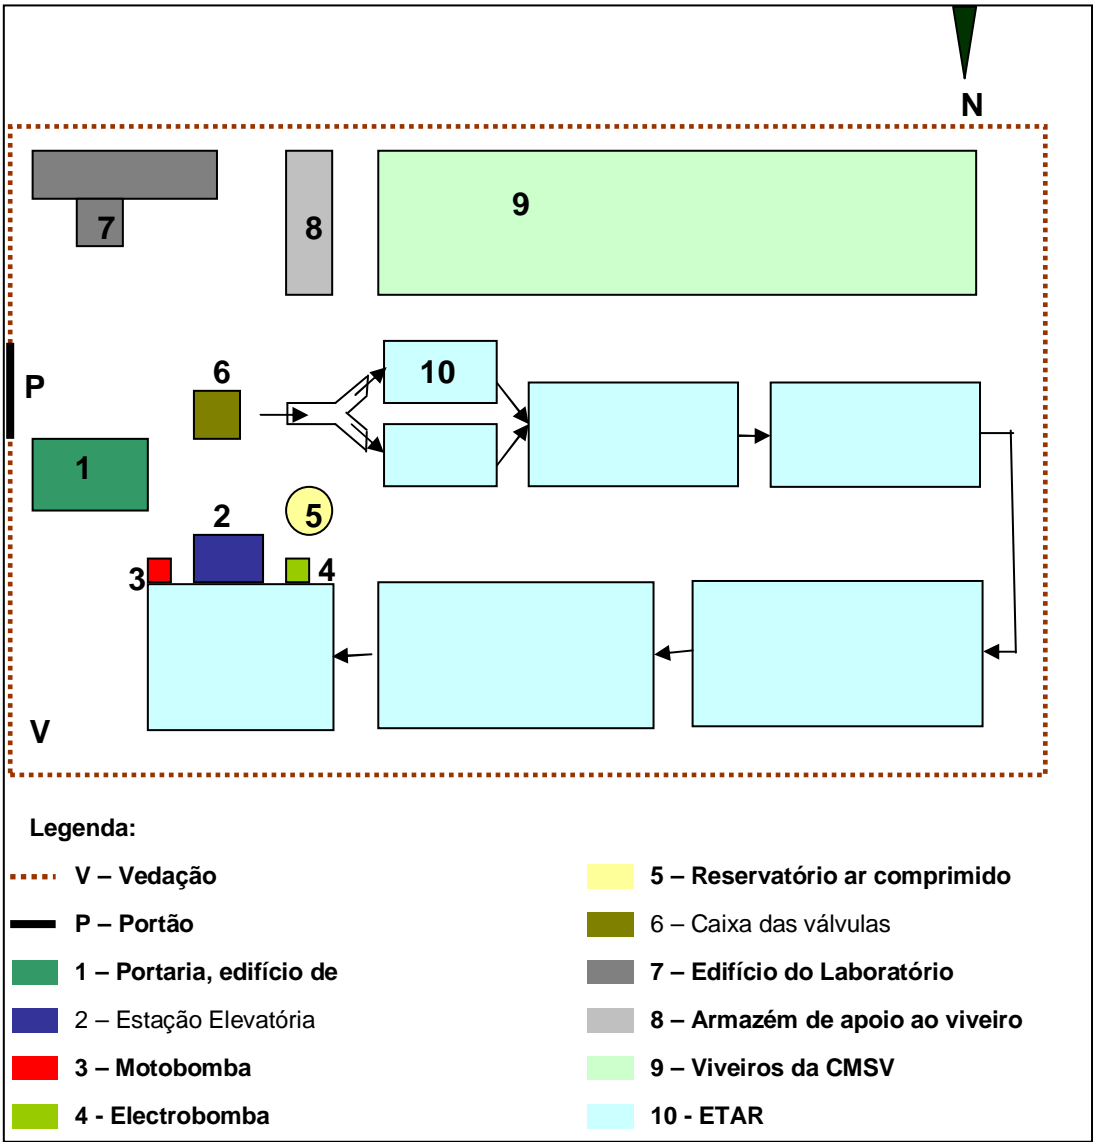 N
7
8
9
P
6
10
1
2
5
3
4
V
Legenda:
V – Vedação
P – Portão
1 – Portaria, edifício de
2 – Estação Elevatória
3 – Motobomba
4 - Electrobomba
5 – Reservatório ar comprimido
6 – Caixa das válvulas
7 – Edifício do Laboratório
8 – Armazém de apoio ao viveiro
9 – Viveiros da CMSV
10 - ETAR